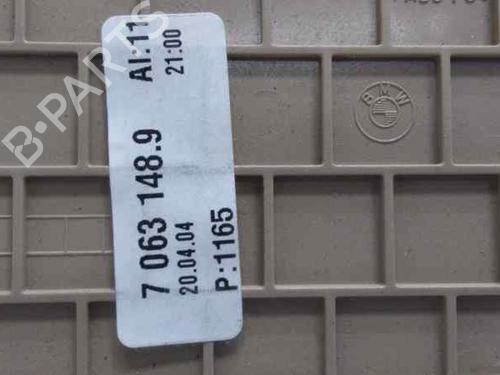 7 063 148.9 AI:11
20.04.04 21:00
P:1165
BMW
B-PARTS